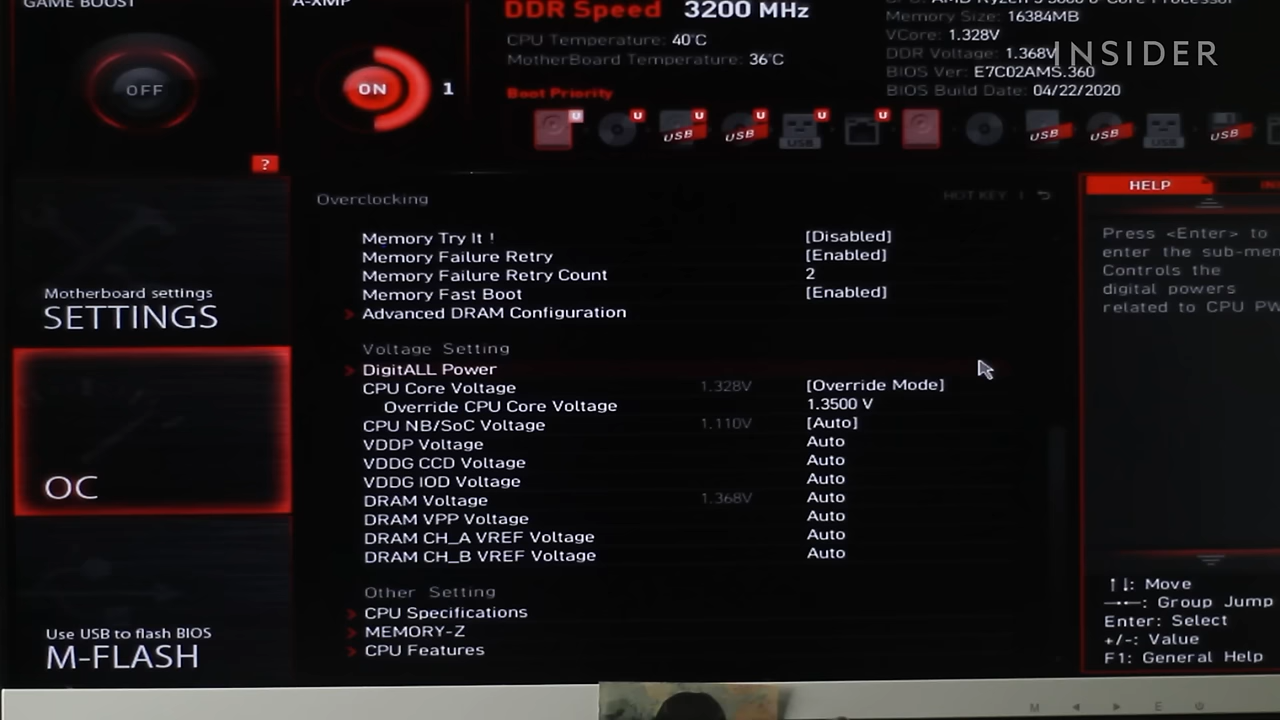 GAME BOOST
A-XMP
OFF
ON
1
DDR Speed 3200 MHz
CPU Temperature: 40°C
MotherBoard Temperature: 36°C
Memory Size: 16384MB
VCore: 1.328V
DDR Voltage: 1.368V
BIOS Ver: E7C02AMS.360
BIOS Build Date: 04/22/2020
INSIDER
Boot Priority
U U U U U U
USB USB USB USB USB USB USB
?
Motherboard settings
SETTINGS
OC
Use USB to flash BIOS
M-FLASH
Overclocking
HOT KEY
Memory Try It ! [Disabled]
Memory Failure Retry [Enabled]
Memory Failure Retry Count 2
Memory Fast Boot [Enabled]
Advanced DRAM Configuration
Voltage Setting
DigitALL Power
CPU Core Voltage 1.328V [Override Mode]
Override CPU Core Voltage 1.3500 V
CPU NB/SoC Voltage 1.110V [Auto]
VDDP Voltage Auto
VDDG CCD Voltage Auto
VDDG IOD Voltage Auto
DRAM Voltage 1.368V Auto
DRAM VPP Voltage Auto
DRAM CH_A VREF Voltage Auto
DRAM CH_B VREF Voltage Auto
Other Setting
CPU Specifications
MEMORY-Z
CPU Features
HELP
Press <Enter> to
enter the sub-men
Controls the
digital powers
related to CPU PW
↑↓: Move
→←: Group Jump
Enter: Select
+/-: Value
F1: General Help
M E